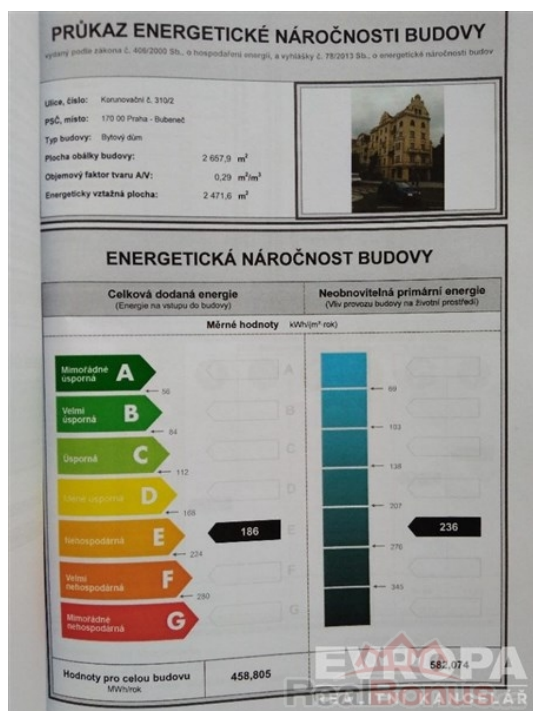 PRŮKAZ ENERGETICKÉ NÁROČNOSTI BUDOVY
vydaný podle zákona č. 406/2000 Sb., o hospodaření energií, a vyhlášky č. 78/2013 Sb., o energetické náročnosti budov
Ulice, číslo: Korunovační č. 310/2
PSČ, místo: 170 00 Praha - Bubeneč
Typ budovy: Bytový dům
Plocha obálky budovy: 2 657,9 m²
Objemový faktor tvaru A/V: 0,29 m²/m³
Energeticky vztažná plocha: 2 471,6 m²
ENERGETICKÁ NÁROČNOST BUDOVY
Celková dodaná energie
(Energie na vstupu do budovy)
Neobnovitelná primární energie
(Vliv provozu budovy na životní prostředí)
Měrné hodnoty kWh/(m² rok)
Mimořádně úsporná A
A
56
69
Velmi úsporná B
B
84
103
Úsporná C
C
112
138
Méně úsporná D
D
168
207
Nehospodárná E
186
E
236
224
276
Velmi nehospodárná F
F
280
345
Mimořádně nehospodárná G
G
Hodnoty pro celou budovu
MWh/rok
458,805
582,074
EVROPA
REALITNÍ KANCELÁŘ